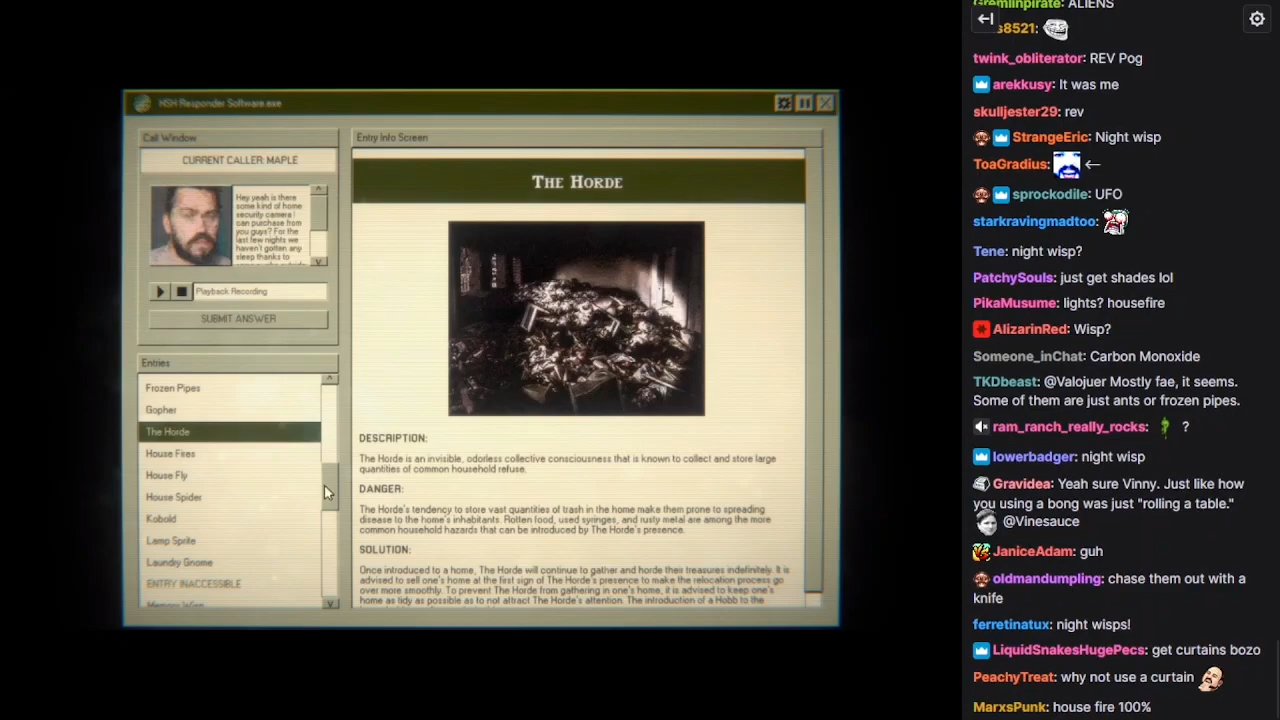 NSH Responder Software.exe
Call Window
CURRENT CALLER: MAPLE
Hey yeah is there
some kind of home
security camera I
can purchase from
you guys? For the
last few nights we
haven't gotten any
sleep thanks to
Playback Recording
SUBMIT ANSWER
Entries
Frozen Pipes
Gopher
The Horde
House Fires
House Fly
House Spider
Kobold
Lamp Sprite
Laundry Gnome
ENTRY INACCESSIBLE
Memory Wisp
Entry Info Screen
THE HORDE
DESCRIPTION:
The Horde is an invisible, odorless collective consciousness that is known to collect and store large
quantities of common household refuse.
DANGER:
The Horde's tendency to store vast quantities of trash in the home make them prone to spreading
disease to the home's inhabitants. Rotten food, used syringes, and rusty metal are among the more
common household hazards that can be introduced by The Horde's presence.
SOLUTION:
Once introduced to a home, The Horde will continue to gather and horde their treasures indefinitely. It is
advised to sell one's home at the first sign of The Horde's presence to make the relocation process go
over more smoothly. To prevent The Horde from gathering in one's home, it is advised to keep one's
home as tidy as possible as to not attract The Horde's attention. The introduction of a Hobb to the
Gremlinpirate: ALIENS
s8521:
twink_obliterator: REV Pog
arekkusy: It was me
skulljester29: rev
StrangeEric: Night wisp
ToaGradius: ←
sprockodile: UFO
starkravingmadtoo:
Tene: night wisp?
PatchySouls: just get shades lol
PikaMusume: lights? housefire
AlizarinRed: Wisp?
Someone_inChat: Carbon Monoxide
TKDbeast: @Valojuer Mostly fae, it seems.
Some of them are just ants or frozen pipes.
ram_ranch_really_rocks: ?
lowerbadger: night wisp
Gravidea: Yeah sure Vinny. Just like how
you using a bong was just "rolling a table."
@Vinesauce
JaniceAdam: guh
oldmandumpling: chase them out with a
knife
ferretinatux: night wisps!
LiquidSnakesHugePecs: get curtains bozo
PeachyTreat: why not use a curtain
MarxsPunk: house fire 100%